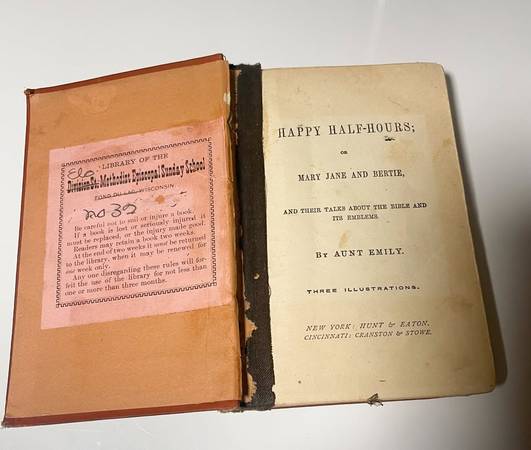 LIBRARY OF THE
Elo
Division St. Methodist Episcopal Sunday School
FOND DU LAC, WISCONSIN
no 32
Be careful not to soil or injure a book.
If a book is lost or seriously injured it
must be replaced, or the injury made good.
Readers may retain a book two weeks.
At the end of two weeks it must be returned
to the library, when it may be renewed for
one week only.
Any one disregarding these rules will for-
feit the use of the library for not less than
one or more than three months.
HAPPY HALF-HOURS;
OR
MARY JANE AND BERTIE,
AND THEIR TALKS ABOUT THE BIBLE AND
ITS EMBLEMS.
BY AUNT EMILY.
THREE ILLUSTRATIONS.
NEW YORK: HUNT & EATON.
CINCINNATI: CRANSTON & STOWE.